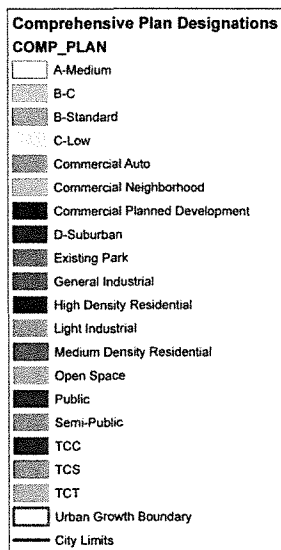 Comprehensive Plan Designations
COMP_PLAN
A-Medium
B-C
B-Standard
C-Low
Commercial Auto
Commercial Neighborhood
Commercial Planned Development
D-Suburban
Existing Park
General Industrial
High Density Residential
Light Industrial
Medium Density Residential
Open Space
Public
Semi-Public
TCC
TCS
TCT
Urban Growth Boundary
City Limits